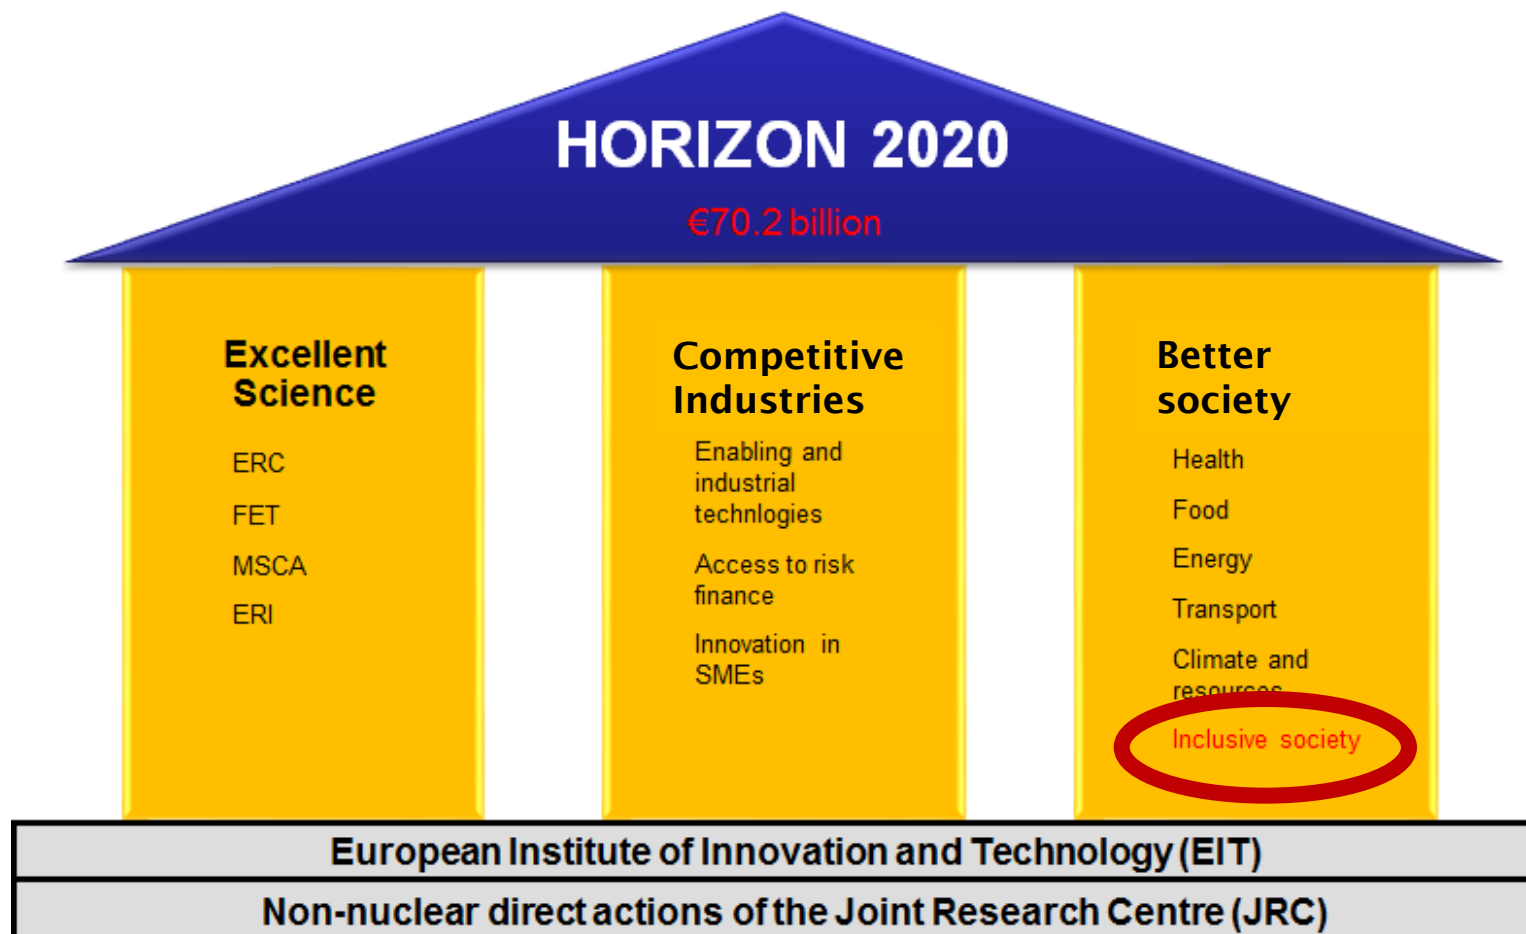 HORIZON 2020
€70.2 billion
Excellent
Science
ERC
FET
MSCA
ERI
Competitive
Industries
Enabling and
industrial
technlogies
Access to risk
finance
Innovation in
SMEs
Better
society
Health
Food
Energy
Transport
Climate and
resources
Inclusive society
European Institute of Innovation and Technology (EIT)
Non-nuclear direct actions of the Joint Research Centre (JRC)